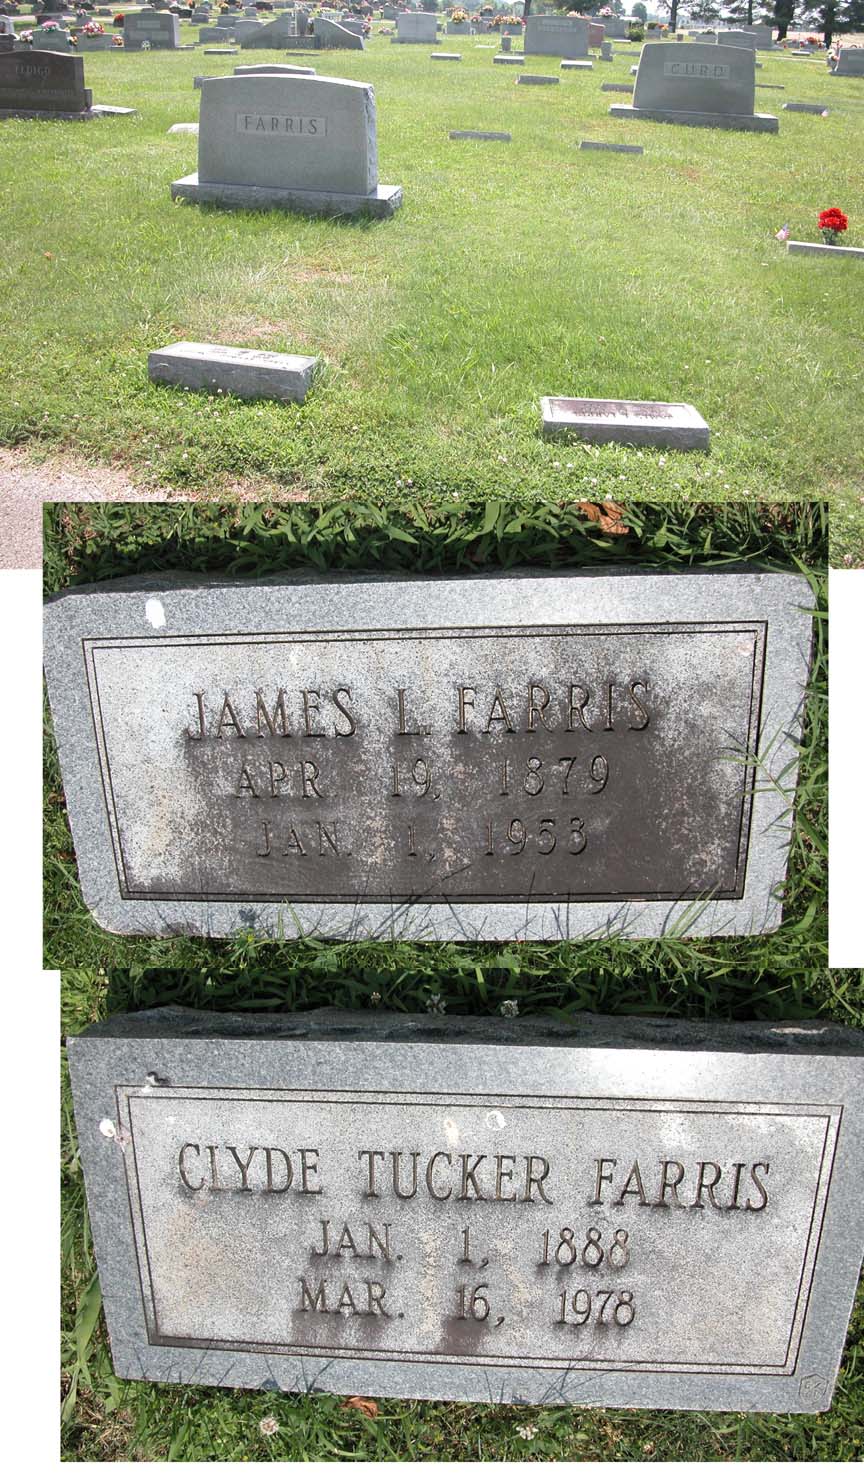 FARRIS
CURD
JAMES L. FARRIS
APR 19, 1879
JAN. 1, 1953
CLYDE TUCKER FARRIS
JAN. 1, 1888
MAR. 16, 1978